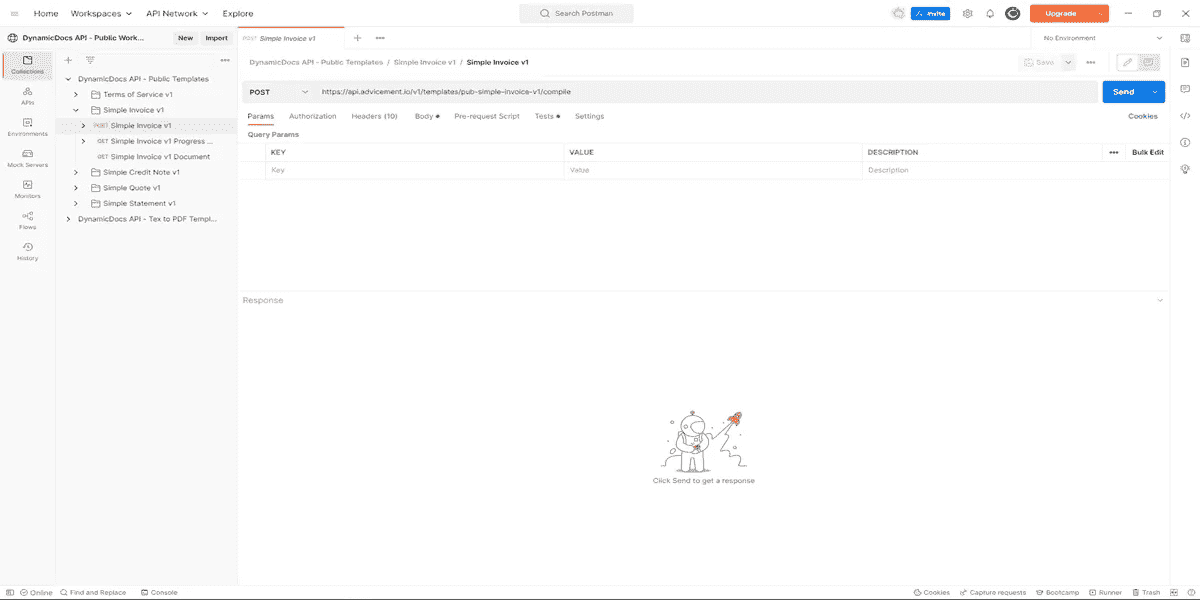 Home Workspaces API Network Explore Search Postman Invite Upgrade
DynamicDocs API - Public Work... New Import POST Simple Invoice v1 No Environment
DynamicDocs API - Public Templates / Simple Invoice v1 / Simple Invoice v1 Save
Collections
APIs
Environments
Mock Servers
Monitors
Flows
History
DynamicDocs API - Public Templates
Terms of Service v1
Simple Invoice v1
POST Simple Invoice v1
GET Simple Invoice v1 Progress ...
GET Simple Invoice v1 Document
Simple Credit Note v1
Simple Quote v1
Simple Statement v1
DynamicDocs API - Tex to PDF Templ...
POST https://api.advicement.io/v1/templates/pub-simple-invoice-v1/compile Send
Params Authorization Headers (10) Body Pre-request Script Tests Settings Cookies
Query Params
KEY VALUE DESCRIPTION Bulk Edit
Key Value Description
Response
Click Send to get a response
Online Find and Replace Console Cookies Capture requests Bootcamp Runner Trash